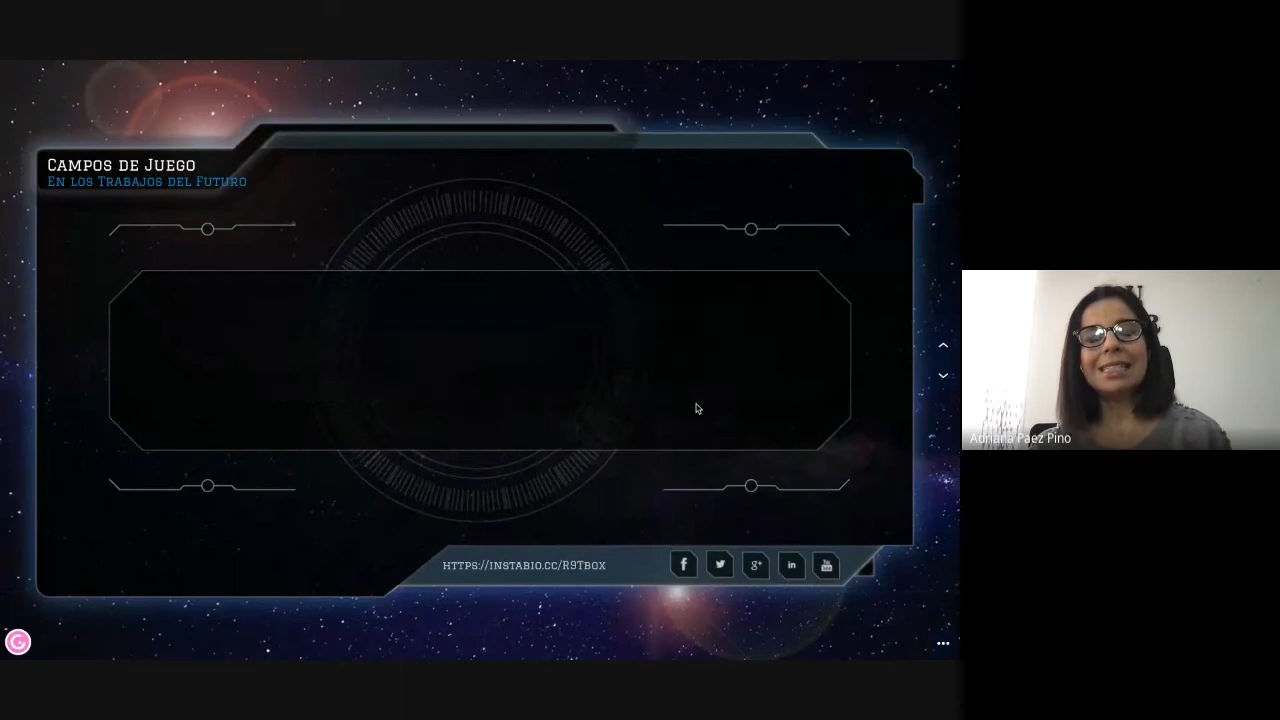 Campos de Juego
En los Trabajos del Futuro
https://instabio.cc/R9Tbox
Adriana Paez Pino